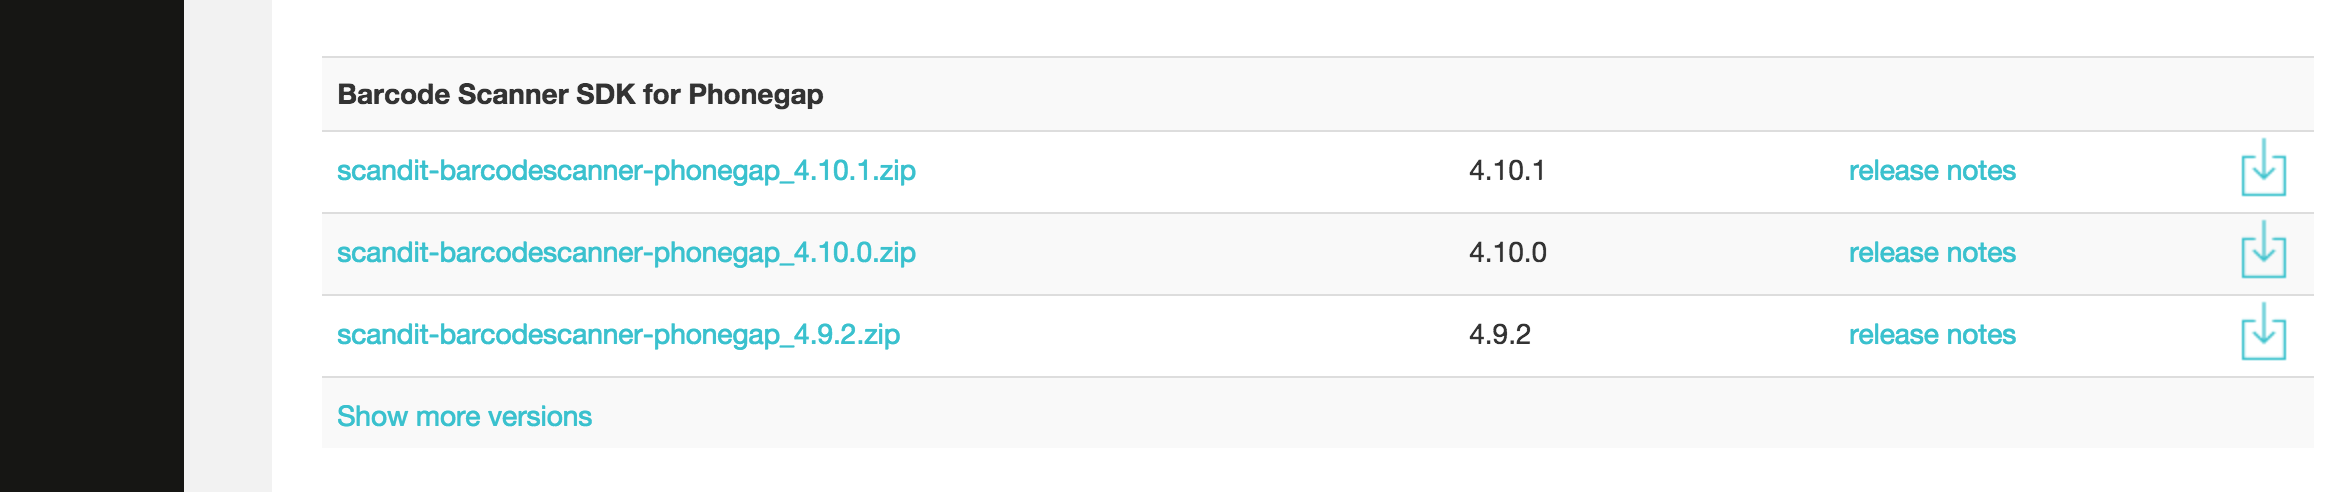 Barcode Scanner SDK for Phonegap
scandit-barcodescanner-phonegap_4.10.1.zip 4.10.1 release notes
scandit-barcodescanner-phonegap_4.10.0.zip 4.10.0 release notes
scandit-barcodescanner-phonegap_4.9.2.zip 4.9.2 release notes
Show more versions